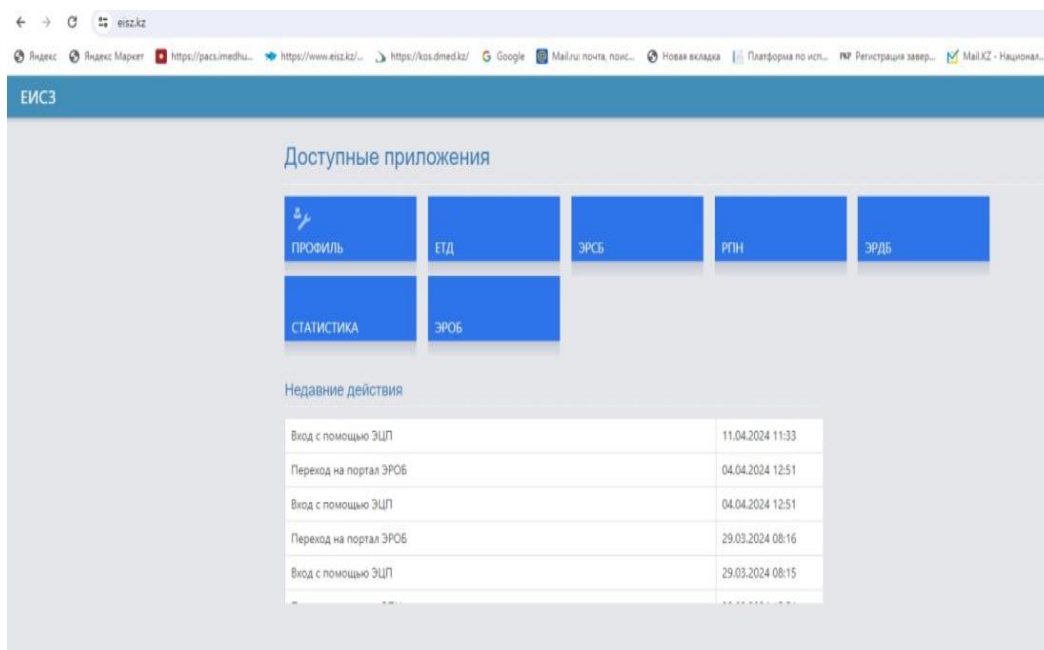 eisz.kz
Яндекс Яндекс Маркет https://pacs.imedhu... https://www.eisz.kz/... https://kos.dmed.kz/ Google Mail.ru: почта, поис... Новая вкладка Платформа по исп... Регистрация завер... Mail.KZ - Национал...
ЕИСЗ
Доступные приложения
ПРОФИЛЬ ЕТД ЭРСБ РПН ЭРДБ
СТАТИСТИКА ЭРОБ
Недавние действия
Вход с помощью ЭЦП 11.04.2024 11:33
Переход на портал ЭРОБ 04.04.2024 12:51
Вход с помощью ЭЦП 04.04.2024 12:51
Переход на портал ЭРОБ 29.03.2024 08:16
Вход с помощью ЭЦП 29.03.2024 08:15